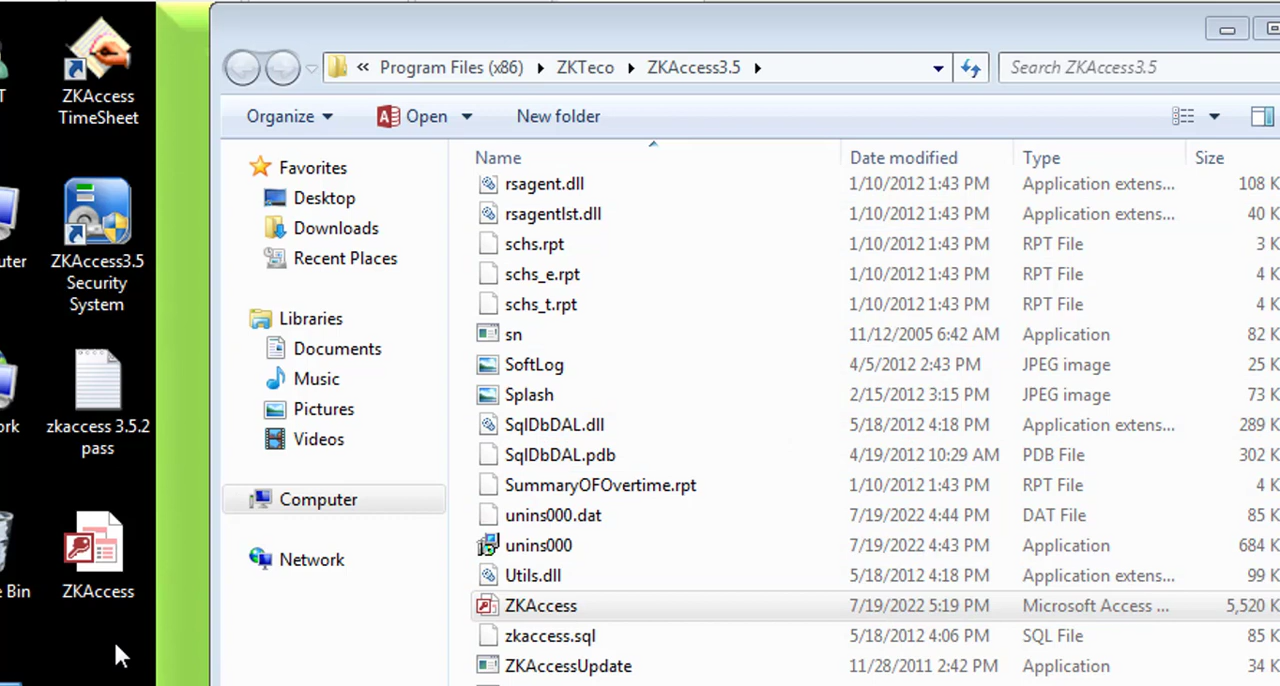 ZKAccess
TimeSheet
T
ZKAccess3.5
Security
System
uter
zkaccess 3.5.2
pass
ork
ZKAccess
e Bin
« Program Files (x86) ZKTeco ZKAccess3.5
Search ZKAccess3.5
Organize Open New folder
Favorites
Desktop
Downloads
Recent Places
Libraries
Documents
Music
Pictures
Videos
Computer
Network
Name Date modified Type Size
rsagent.dll 1/10/2012 1:43 PM Application extens... 108 K
rsagentlst.dll 1/10/2012 1:43 PM Application extens... 40 K
schs.rpt 1/10/2012 1:43 PM RPT File 3 K
schs_e.rpt 1/10/2012 1:43 PM RPT File 4 K
schs_t.rpt 1/10/2012 1:43 PM RPT File 4 K
sn 11/12/2005 6:42 AM Application 82 K
SoftLog 4/5/2012 2:43 PM JPEG image 25 K
Splash 2/15/2012 3:15 PM JPEG image 73 K
SqlDbDAL.dll 5/18/2012 4:18 PM Application extens... 289 K
SqlDbDAL.pdb 4/19/2012 10:29 AM PDB File 302 K
SummaryOFOvertime.rpt 1/10/2012 1:43 PM RPT File 4 K
unins000.dat 7/19/2022 4:44 PM DAT File 85 K
unins000 7/19/2022 4:43 PM Application 684 K
Utils.dll 5/18/2012 4:18 PM Application extens... 99 K
ZKAccess 7/19/2022 5:19 PM Microsoft Access ... 5,520 K
zkaccess.sql 5/18/2012 4:06 PM SQL File 85 K
ZKAccessUpdate 11/28/2011 2:42 PM Application 34 K